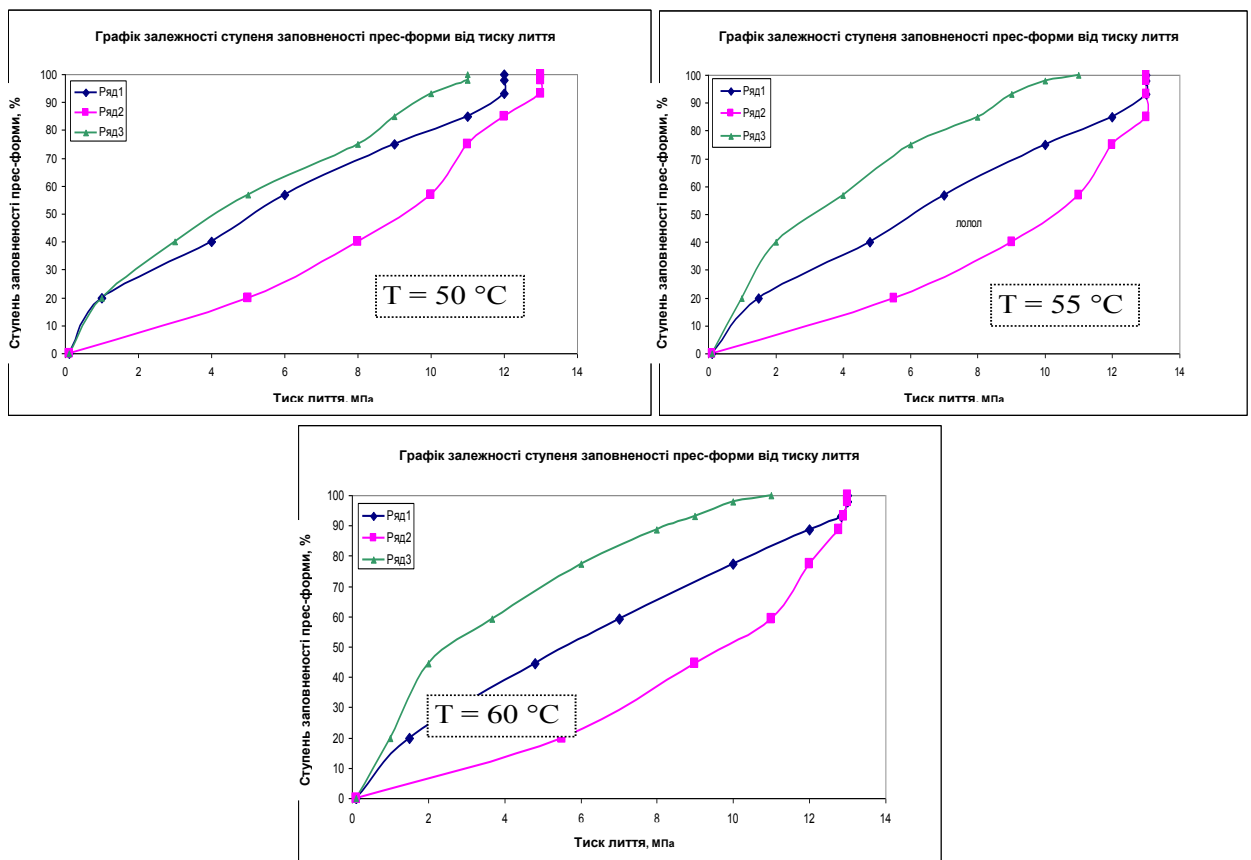 Графік залежності ступеня заповненості прес-форми від тиску лиття
Ступень заповнености прес-форми, %
100
90
80
70
60
50
40
30
20
10
0
Ряд1
Ряд2
Ряд3
T = 50 °C
0 2 4 6 8 10 12 14
Тиск лиття, МПа
Графік залежності ступеня заповненості прес-форми від тиску лиття
Ступень заповнености прес-форми, %
100
90
80
70
60
50
40
30
20
10
0
Ряд1
Ряд2
Ряд3
лолол
T = 55 °C
0 2 4 6 8 10 12 14
Тиск лиття, МПа
Графік залежності ступеня заповненості прес-форми від тиску лиття
Ступень заповнености прес-форми, %
100
90
80
70
60
50
40
30
20
10
0
Ряд1
Ряд2
Ряд3
T = 60 °C
0 2 4 6 8 10 12 14
Тиск лиття, МПа